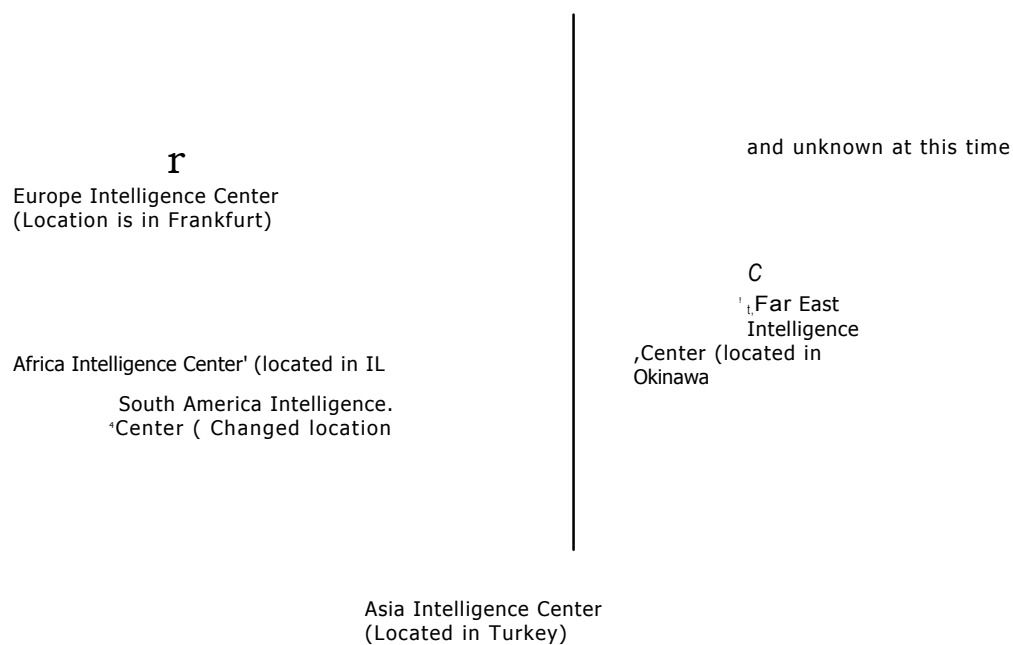 r
Europe Intelligence Center
(Location is in Frankfurt)
Africa Intelligence Center' (located in IL
South America Intelligence.
⁴Center ( Changed location
and unknown at this time
C
' t,Far East
Intelligence
,Center (located in
Okinawa
Asia Intelligence Center
(Located in Turkey)